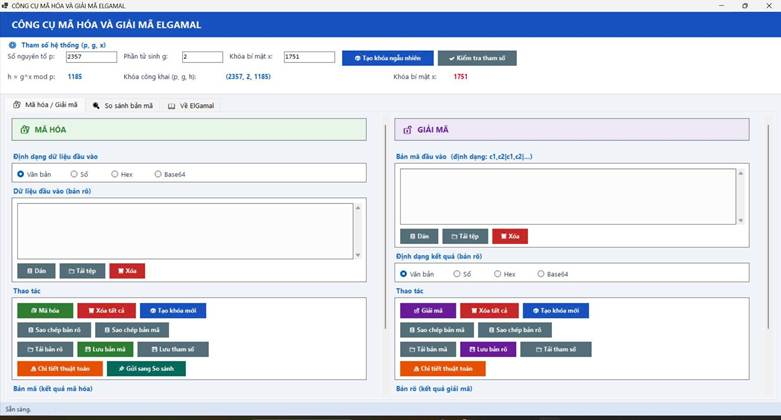 CÔNG CỤ MÃ HÓA VÀ GIẢI MÃ ELGAMAL
CÔNG CỤ MÃ HÓA VÀ GIẢI MÃ ELGAMAL
Tham số hệ thống (p, g, x)
Số nguyên tố p: 2357 Phần tử sinh g: 2 Khóa bí mật x: 1751 Tạo khóa ngẫu nhiên Kiểm tra tham số
h = g^x mod p: 1185 Khóa công khai (p, g, h): (2357, 2, 1185) Khóa bí mật x: 1751
Mã hóa / Giải mã So sánh bản mã Về ElGamal
MÃ HÓA
Định dạng dữ liệu đầu vào
Văn bản Số Hex Base64
Dữ liệu đầu vào (bản rõ)
Dán Tải tệp Xóa
Thao tác
Mã hóa Xóa tất cả Tạo khóa mới
Sao chép bản rõ Sao chép bản mã
Tải bản rõ Lưu bản mã Lưu tham số
Chi tiết thuật toán Gửi sang So sánh
Bản mã (kết quả mã hóa)
GIẢI MÃ
Bản mã đầu vào (định dạng: c1,c2|c1,c2|...)
Dán Tải tệp Xóa
Định dạng kết quả (bản rõ)
Văn bản Số Hex Base64
Thao tác
Giải mã Xóa tất cả Tạo khóa mới
Sao chép bản mã Sao chép bản rõ
Tải bản mã Lưu bản rõ Tải tham số
Chi tiết thuật toán
Bản rõ (kết quả giải mã)
Sẵn sàng.